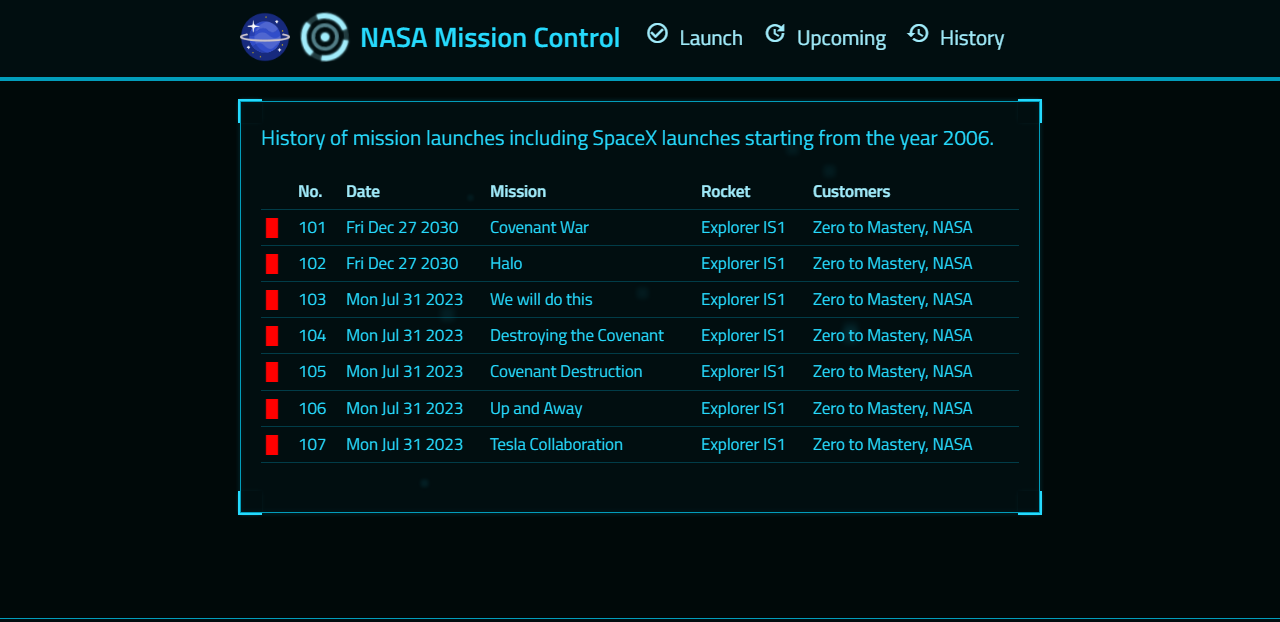 NASA Mission Control Launch Upcoming History
History of mission launches including SpaceX launches starting from the year 2006.
No. Date Mission Rocket Customers
101 Fri Dec 27 2030 Covenant War Explorer IS1 Zero to Mastery, NASA
102 Fri Dec 27 2030 Halo Explorer IS1 Zero to Mastery, NASA
103 Mon Jul 31 2023 We will do this Explorer IS1 Zero to Mastery, NASA
104 Mon Jul 31 2023 Destroying the Covenant Explorer IS1 Zero to Mastery, NASA
105 Mon Jul 31 2023 Covenant Destruction Explorer IS1 Zero to Mastery, NASA
106 Mon Jul 31 2023 Up and Away Explorer IS1 Zero to Mastery, NASA
107 Mon Jul 31 2023 Tesla Collaboration Explorer IS1 Zero to Mastery, NASA